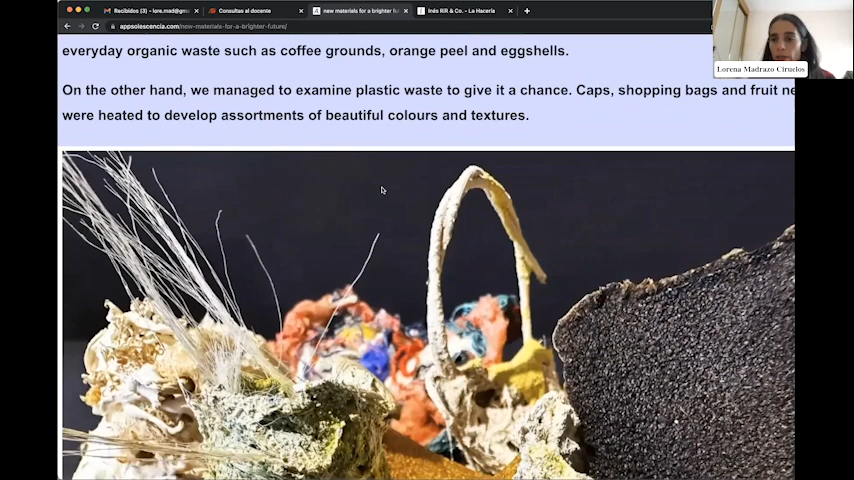 Recibidos (3) - lore.mad@gma
Consultas al docente
new materials for a brighter fu
Inés RIR & Co. - La Hacería
appsolescencia.com/new-materials-for-a-brighter-future/
Lorena Madrazo Ciruelos
everyday organic waste such as coffee grounds, orange peel and eggshells.
On the other hand, we managed to examine plastic waste to give it a chance. Caps, shopping bags and fruit ne
were heated to develop assortments of beautiful colours and textures.